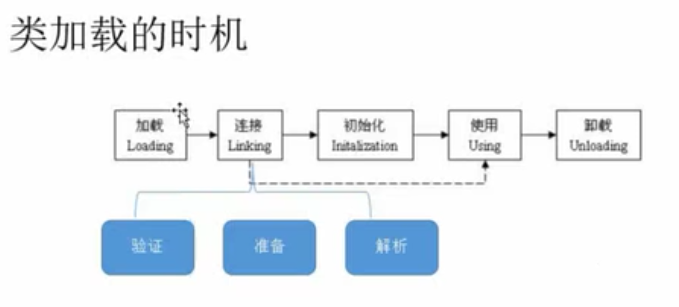 类加载的时机
加载
Loading
连接
Linking
初始化
Initalization
使用
Using
卸载
Unloading
验证
准备
解析